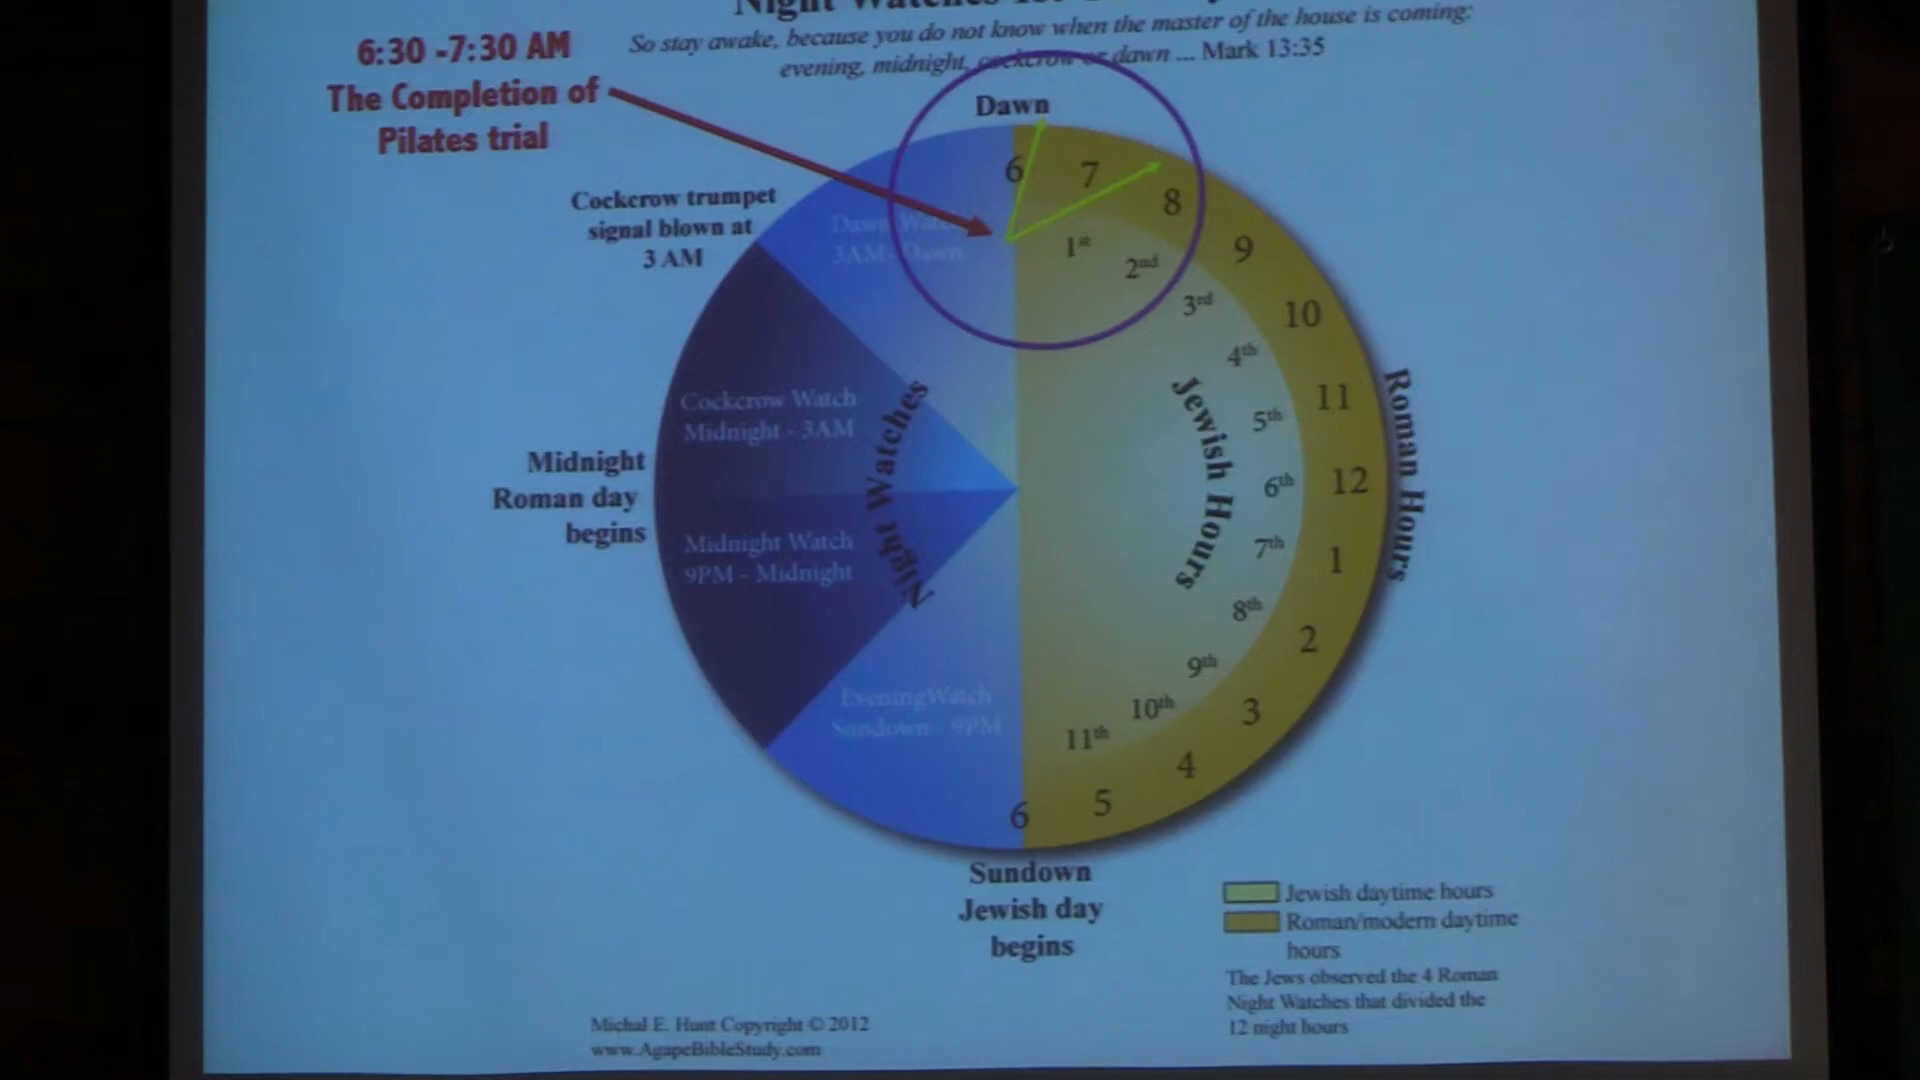 Night Watches
So stay awake, because you do not know when the master of the house is coming:
evening, midnight, cockcrow or dawn ... Mark 13:35
6:30 -7:30 AM
The Completion of
Pilates trial
Dawn
Cockcrow trumpet
signal blown at
3 AM
Dawn Watch
3AM - Dawn
6
7
8
9
10
11
12
1
2
3
4
5
6
1st
2nd
3rd
4th
5th
6th
7th
8th
9th
10th
11th
Jewish Hours
Roman Hours
Night Watches
Cockcrow Watch
Midnight - 3AM
Midnight
Roman day
begins
Midnight Watch
9PM - Midnight
EveningWatch
Sundown - 9PM
Sundown
Jewish day
begins
Jewish daytime hours
Roman/modern daytime
hours
The Jews observed the 4 Roman
Night Watches that divided the
12 night hours
Michal E. Hunt Copyright © 2012
www.AgapeBibleStudy.com